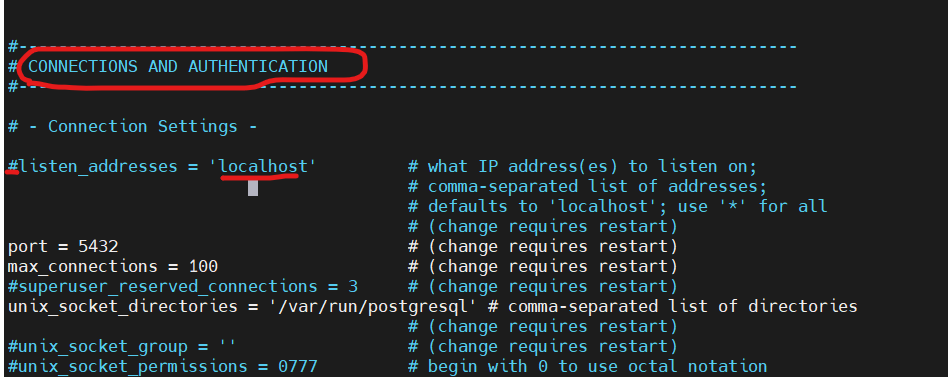 #------------------------------------------------------------------------------
# CONNECTIONS AND AUTHENTICATION
#------------------------------------------------------------------------------
# - Connection Settings -
#listen_addresses = 'localhost' # what IP address(es) to listen on;
# comma-separated list of addresses;
# defaults to 'localhost'; use '*' for all
# (change requires restart)
port = 5432 # (change requires restart)
max_connections = 100 # (change requires restart)
#superuser_reserved_connections = 3 # (change requires restart)
unix_socket_directories = '/var/run/postgresql' # comma-separated list of directories
# (change requires restart)
#unix_socket_group = '' # (change requires restart)
#unix_socket_permissions = 0777 # begin with 0 to use octal notation